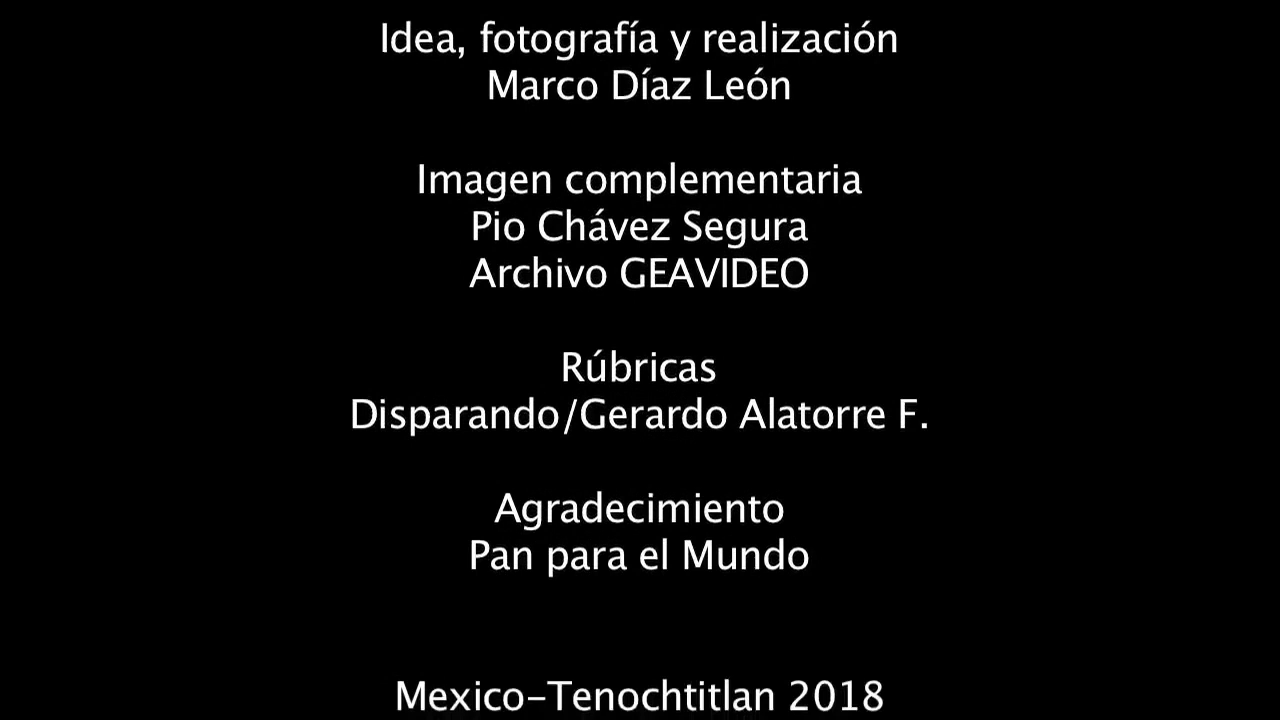 Idea, fotografía y realización
Marco Díaz León
Imagen complementaria
Pio Chávez Segura
Archivo GEAVIDEO
Rúbricas
Disparando/Gerardo Alatorre F.
Agradecimiento
Pan para el Mundo
Mexico-Tenochtitlan 2018